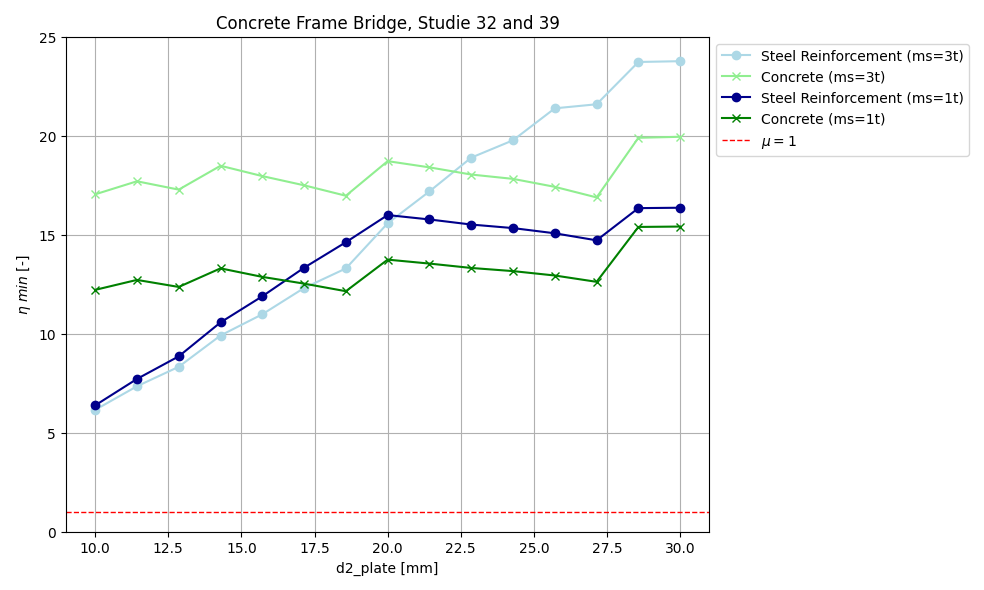 Concrete Frame Bridge, Studie 32 and 39
25
20
15
10
5
0
η min [-]
10.0 12.5 15.0 17.5 20.0 22.5 25.0 27.5 30.0
d2_plate [mm]
Steel Reinforcement (ms=3t)
Concrete (ms=3t)
Steel Reinforcement (ms=1t)
Concrete (ms=1t)
μ = 1